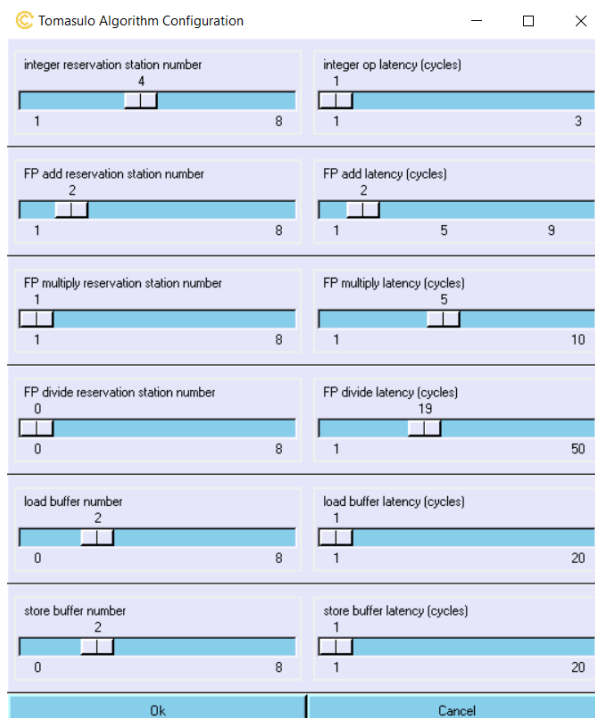 Tomasulo Algorithm Configuration
integer reservation station number
4
1 8
integer op latency (cycles)
1
1 3
FP add reservation station number
2
1 8
FP add latency (cycles)
2
1 5 9
FP multiply reservation station number
1
1 8
FP multiply latency (cycles)
5
1 10
FP divide reservation station number
0
0 8
FP divide latency (cycles)
19
1 50
load buffer number
2
0 8
load buffer latency (cycles)
1
1 20
store buffer number
2
0 8
store buffer latency (cycles)
1
1 20
Ok Cancel